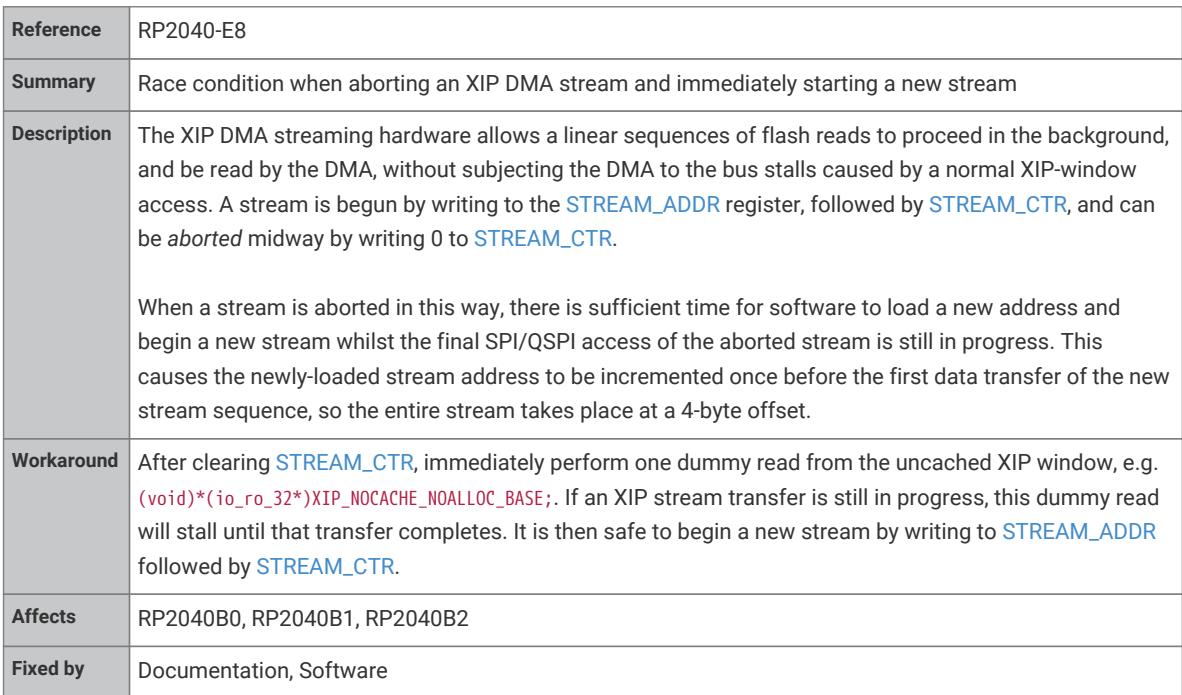 Reference RP2040-E8
Summary Race condition when aborting an XIP DMA stream and immediately starting a new stream
Description The XIP DMA streaming hardware allows a linear sequences of flash reads to proceed in the background,
and be read by the DMA, without subjecting the DMA to the bus stalls caused by a normal XIP-window
access. A stream is begun by writing to the STREAM_ADDR register, followed by STREAM_CTR, and can
be aborted midway by writing 0 to STREAM_CTR.
When a stream is aborted in this way, there is sufficient time for software to load a new address and
begin a new stream whilst the final SPI/QSPI access of the aborted stream is still in progress. This
causes the newly-loaded stream address to be incremented once before the first data transfer of the new
stream sequence, so the entire stream takes place at a 4-byte offset.
Workaround After clearing STREAM_CTR, immediately perform one dummy read from the uncached XIP window, e.g.
(void)*(io_ro_32*)XIP_NOCACHE_NOALLOC_BASE;. If an XIP stream transfer is still in progress, this dummy read
will stall until that transfer completes. It is then safe to begin a new stream by writing to STREAM_ADDR
followed by STREAM_CTR.
Affects RP2040B0, RP2040B1, RP2040B2
Fixed by Documentation, Software